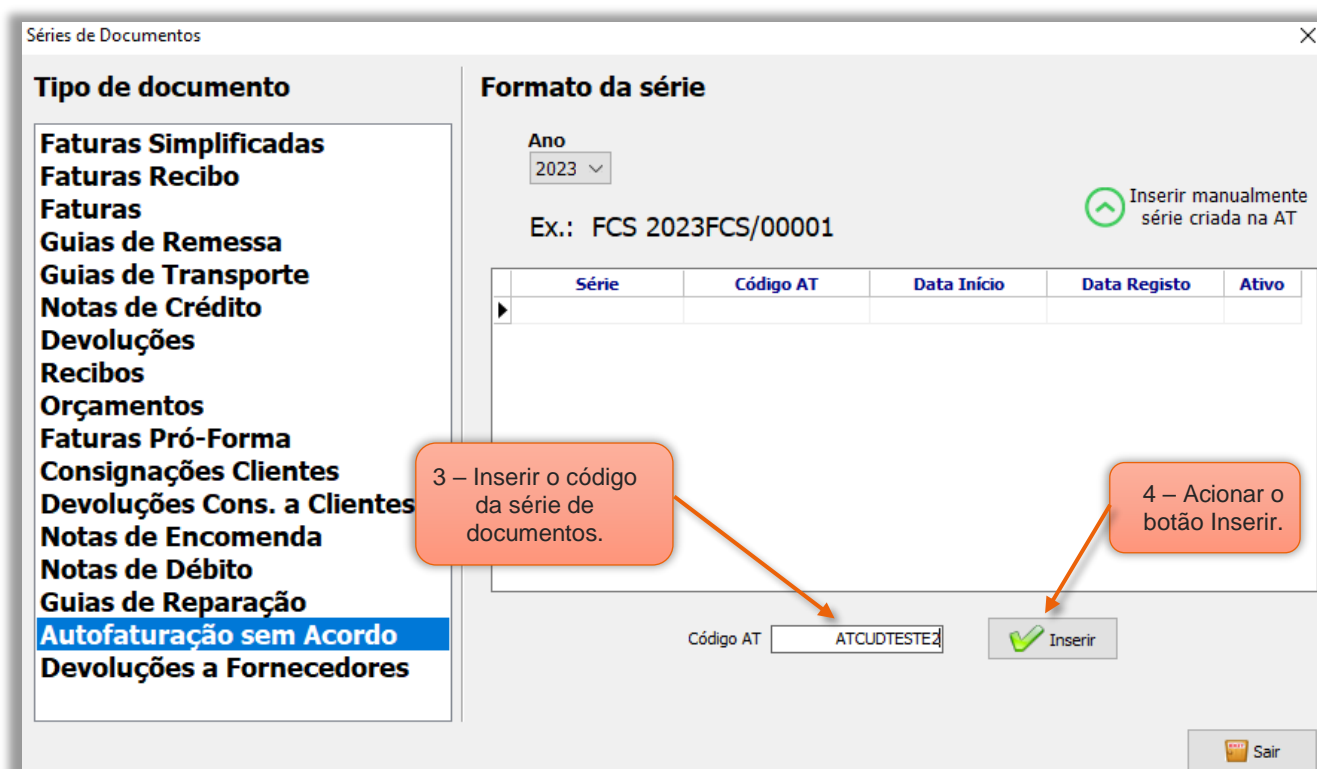 Séries de Documentos
Tipo de documento
Faturas Simplificadas
Faturas Recibo
Faturas
Guias de Remessa
Guias de Transporte
Notas de Crédito
Devoluções
Recibos
Orçamentos
Faturas Pró-Forma
Consignações Clientes
Devoluções Cons. a Clientes
Notas de Encomenda
Notas de Débito
Guias de Reparação
Autofaturação sem Acordo
Devoluções a Fornecedores
Formato da série
Ano
2023
Ex.: FCS 2023FCS/00001
Inserir manualmente
série criada na AT
Série Código AT Data Início Data Registo Ativo
3 – Inserir o código
da série de
documentos.
4 – Acionar o
botão Inserir.
Código AT ATCUDTESTE2 Inserir
Sair